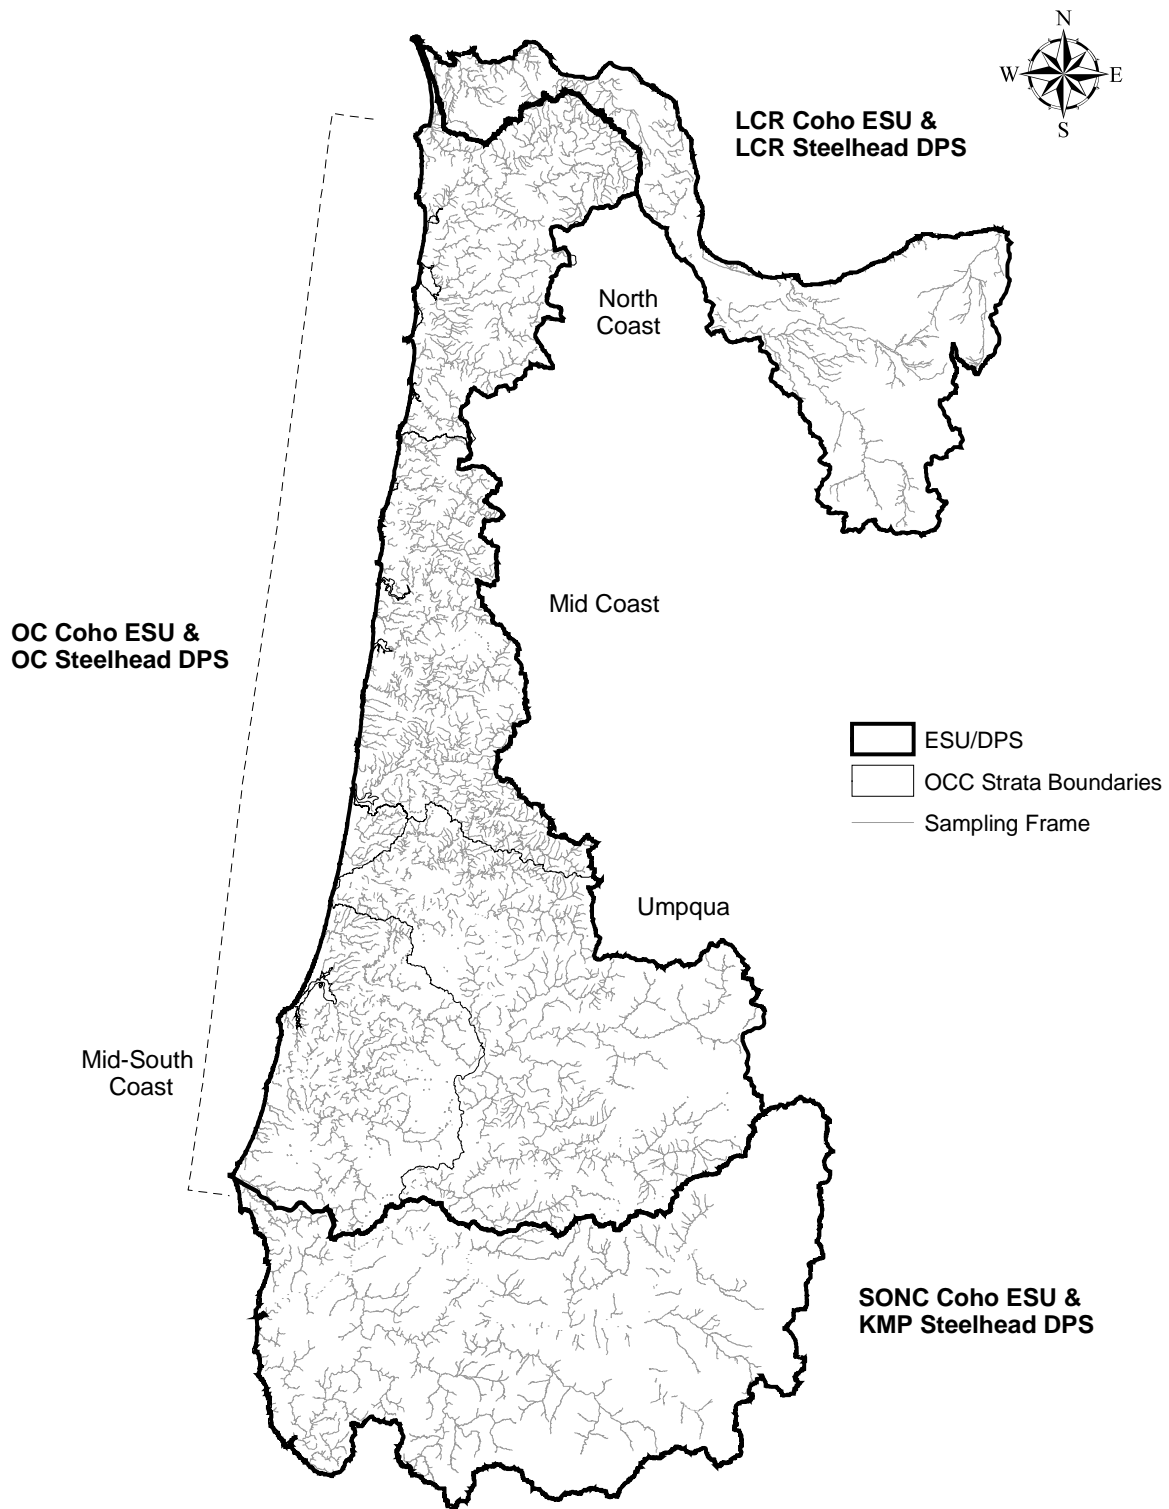 N
W E
S
LCR Coho ESU &
LCR Steelhead DPS
North
Coast
Mid Coast
OC Coho ESU &
OC Steelhead DPS
ESU/DPS
OCC Strata Boundaries
Sampling Frame
Umpqua
Mid-South
Coast
SONC Coho ESU &
KMP Steelhead DPS